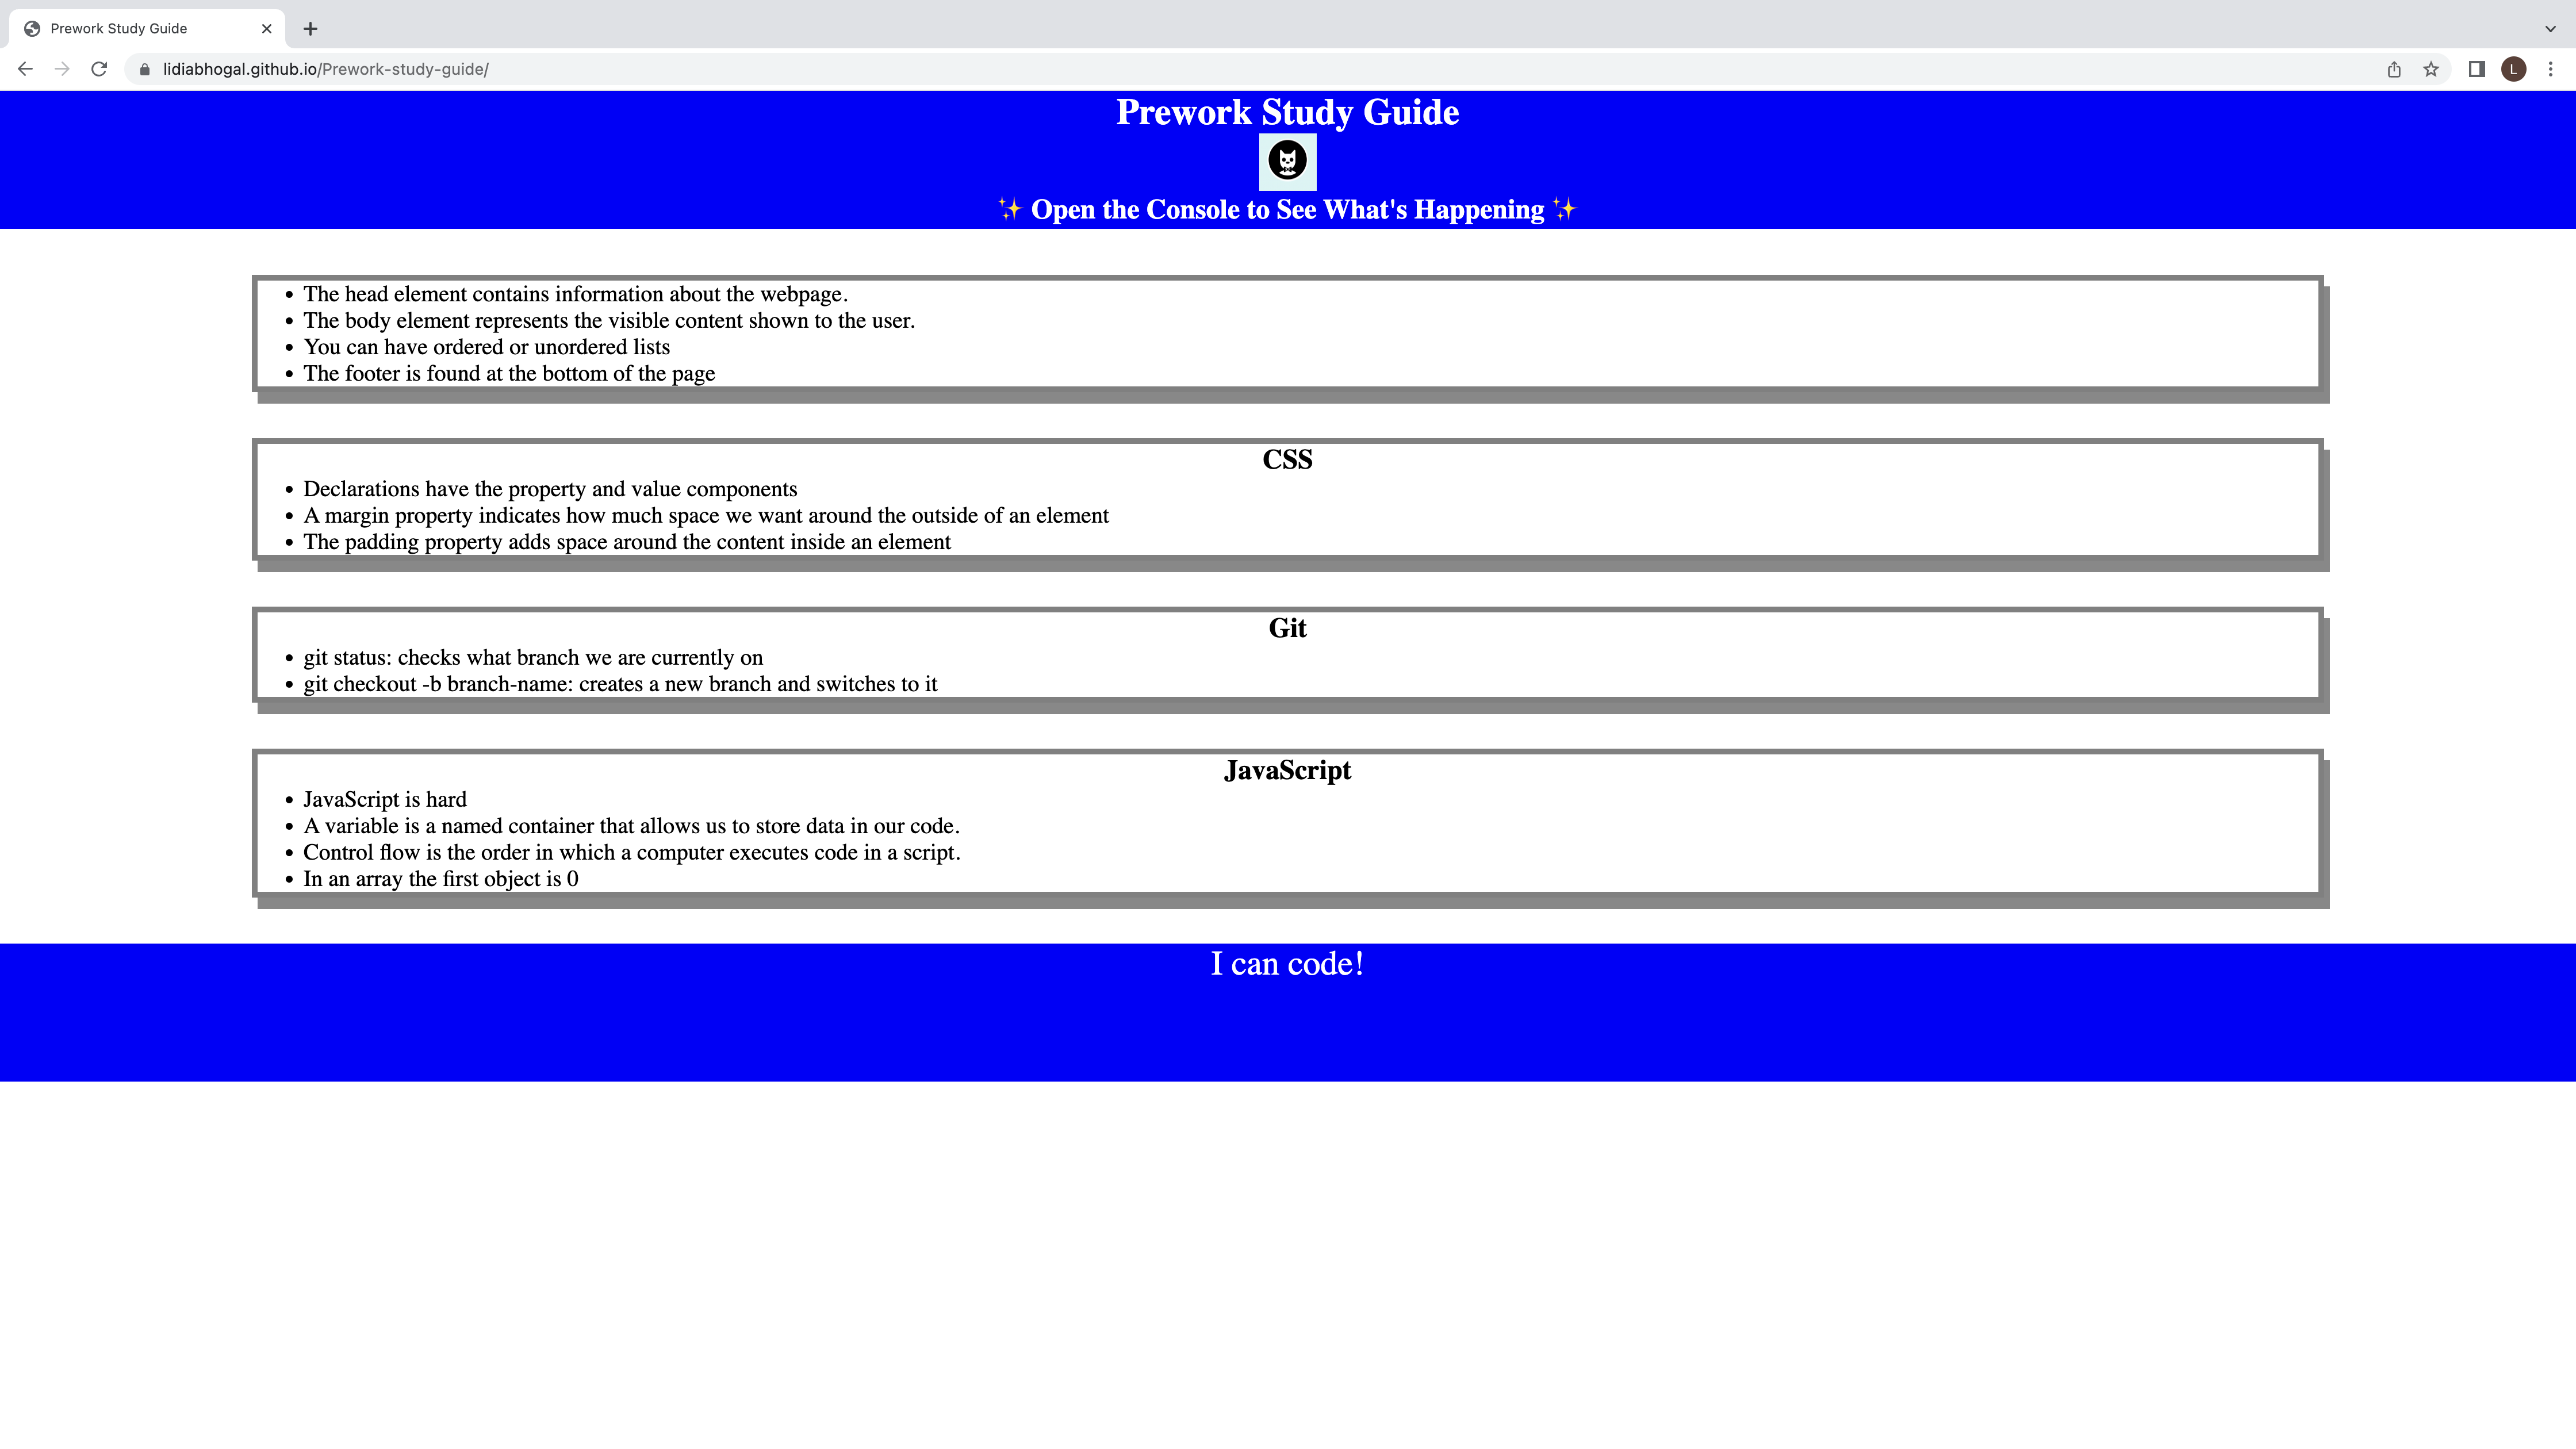 Prework Study Guide
lidiabhogal.github.io/Prework-study-guide/
L
Prework Study Guide
✨ Open the Console to See What's Happening ✨
• The head element contains information about the webpage.
• The body element represents the visible content shown to the user.
• You can have ordered or unordered lists
• The footer is found at the bottom of the page
CSS
• Declarations have the property and value components
• A margin property indicates how much space we want around the outside of an element
• The padding property adds space around the content inside an element
Git
• git status: checks what branch we are currently on
• git checkout -b branch-name: creates a new branch and switches to it
JavaScript
• JavaScript is hard
• A variable is a named container that allows us to store data in our code.
• Control flow is the order in which a computer executes code in a script.
• In an array the first object is 0
I can code!